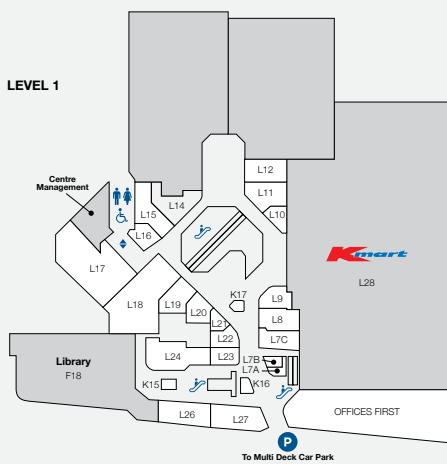 LEVEL 1
Centre
Management
L12
L11
L10
L14
L15
L16
L17
L18
L19
L20
L21
L22
L23
L24
K17
L9
L8
L7C
L7B
L7A
Kmart
L28
Library
F18
K15
K16
L26
L27
OFFICES FIRST
P
To Multi Deck Car Park